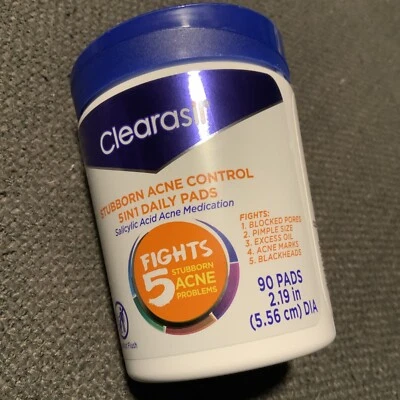 Clearasil
STUBBORN ACNE CONTROL
5IN1 DAILY PADS
Salicylic Acid Acne Medication
FIGHTS
5
STUBBORN
ACNE
PROBLEMS
FIGHTS:
1. BLOCKED PORES
2. PIMPLE SIZE
3. EXCESS OIL
4. ACNE MARKS
5. BLACKHEADS
90 PADS
2.19 in
(5.56 cm) DIA
Flush